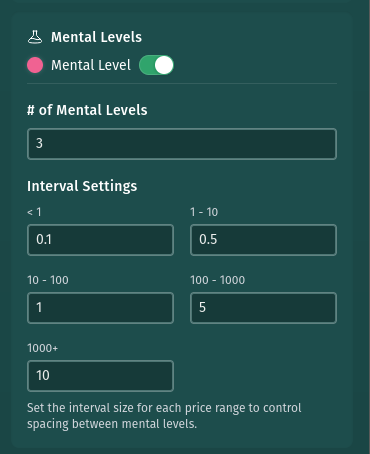 Mental Levels
Mental Level
# of Mental Levels
3
Interval Settings
< 1
1 - 10
0.1
0.5
10 - 100
100 - 1000
1
5
1000+
10
Set the interval size for each price range to control
spacing between mental levels.